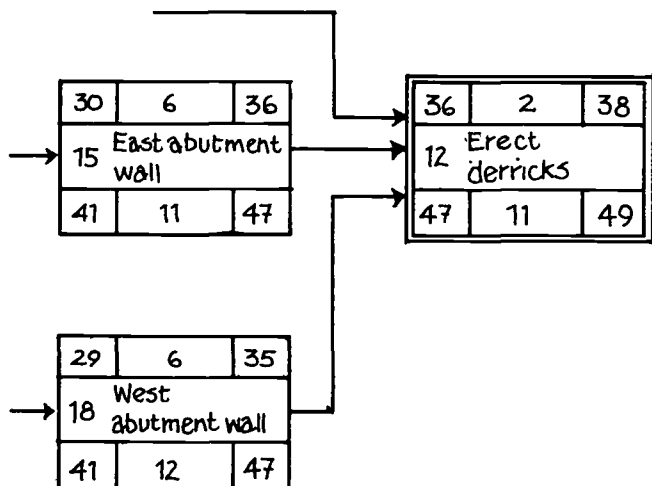 30 6 36
15 East abutment
wall
41 11 47
36 2 38
12 Erect
derricks
47 11 49
29 6 35
18 West
abutment wall
41 12 47